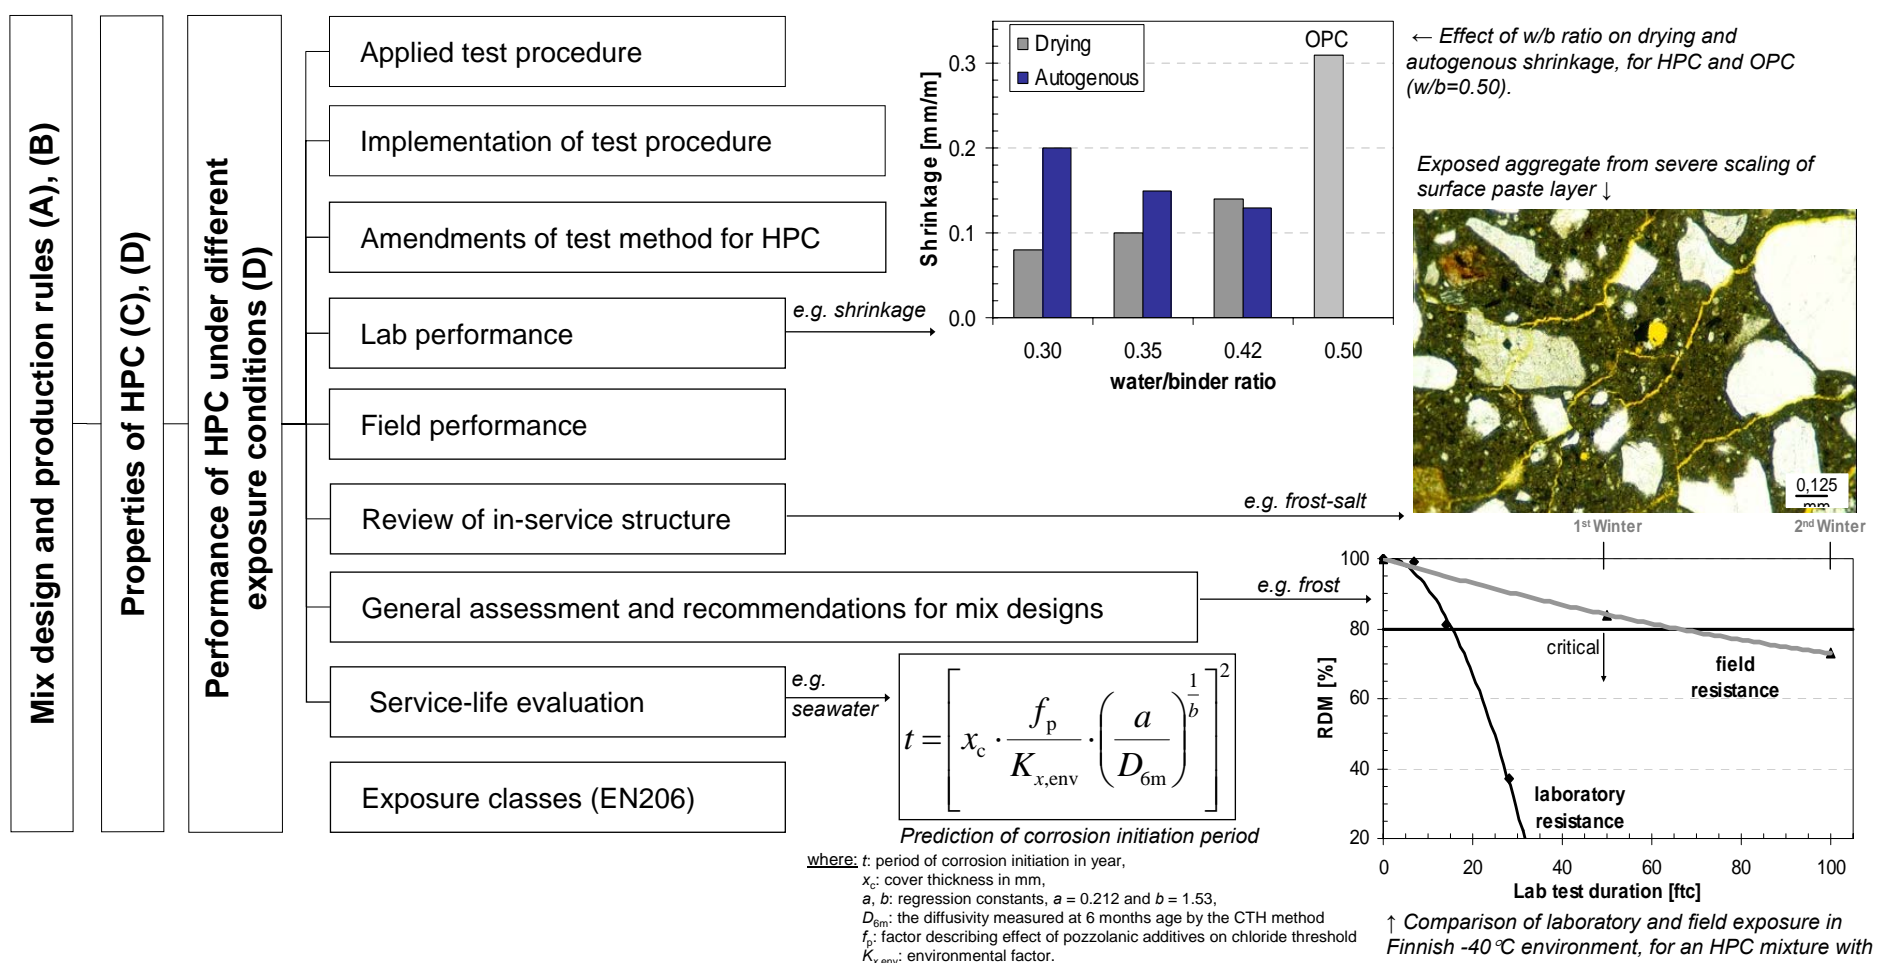 Mix design and production rules (A), (B)
Properties of HPC (C), (D)
Performance of HPC under different
exposure conditions (D)
Applied test procedure
Implementation of test procedure
Amendments of test method for HPC
Lab performance
Field performance
Review of in-service structure
General assessment and recommendations for mix designs
Service-life evaluation
Exposure classes (EN206)
e.g. shrinkage
Shrinkage [mm/m]
0.3
0.2
0.1
0.0
Drying
Autogenous
OPC
0.30 0.35 0.42 0.50
water/binder ratio
← Effect of w/b ratio on drying and
autogenous shrinkage, for HPC and OPC
(w/b=0.50).
Exposed aggregate from severe scaling of
surface paste layer ↓
0,125
mm
e.g. frost-salt
e.g. frost
1st Winter 2nd Winter
RDM [%]
100
80
60
40
20
critical
field
resistance
laboratory
resistance
0 20 40 60 80 100
Lab test duration [ftc]
↑ Comparison of laboratory and field exposure in
Finnish -40 °C environment, for an HPC mixture with
e.g.
seawater
t = [ x_c · f_p / K_x,env · ( a / D_6m )^(1/b) ]^2
Prediction of corrosion initiation period
where: t: period of corrosion initiation in year,
xc: cover thickness in mm,
a, b: regression constants, a = 0.212 and b = 1.53,
D6m: the diffusivity measured at 6 months age by the CTH method
fp: factor describing effect of pozzolanic additives on chloride threshold
Kx,env: environmental factor.